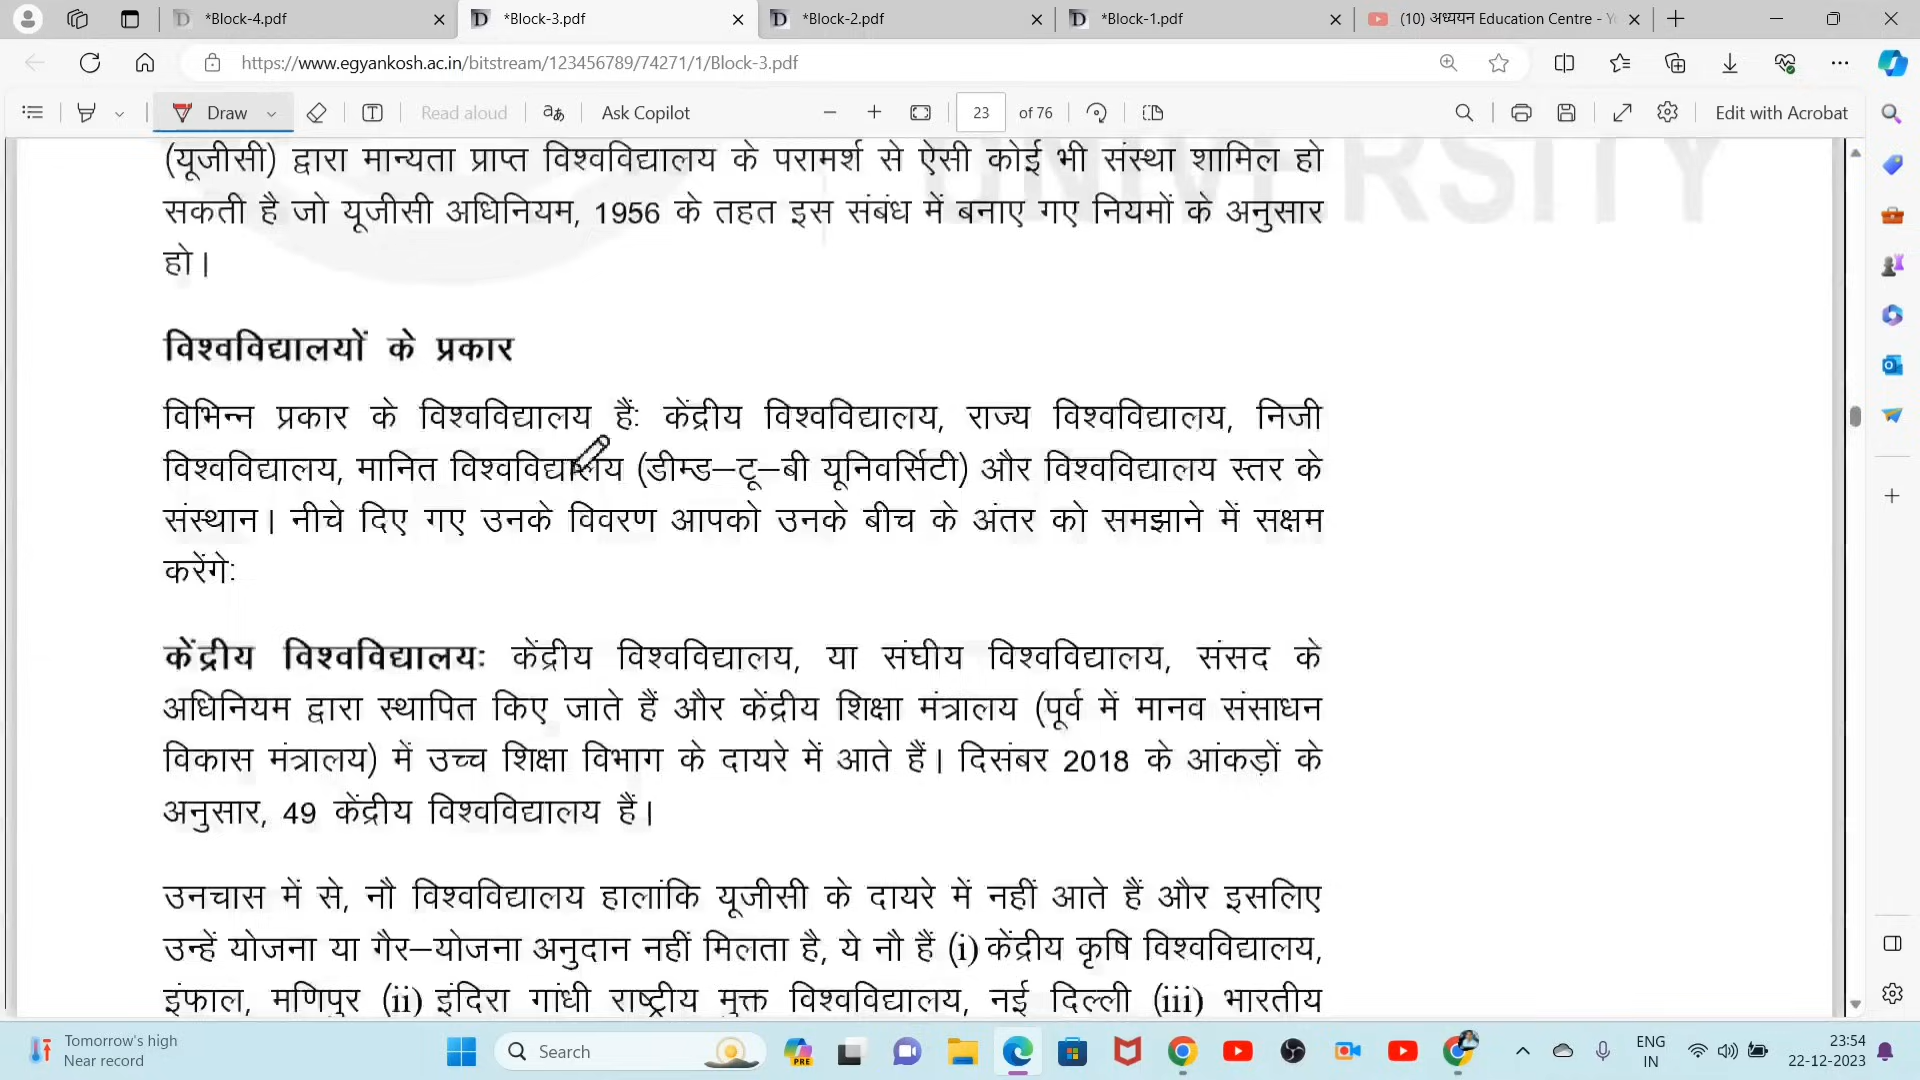 *Block-4.pdf
*Block-3.pdf
*Block-2.pdf
*Block-1.pdf
(10) अध्ययन Education Centre - Yo
https://www.egyankosh.ac.in/bitstream/123456789/74271/1/Block-3.pdf
Draw
Read aloud
Ask Copilot
23
of 76
Edit with Acrobat
UNIVERSITY
(यूजीसी) द्वारा मान्यता प्राप्त विश्वविद्यालय के परामर्श से ऐसी कोई भी संस्था शामिल हो
सकती है जो यूजीसी अधिनियम, 1956 के तहत इस संबंध में बनाए गए नियमों के अनुसार
हो।
विश्वविद्यालयों के प्रकार
विभिन्न प्रकार के विश्वविद्यालय हैं: केंद्रीय विश्वविद्यालय, राज्य विश्वविद्यालय, निजी
विश्वविद्यालय, मानित विश्वविद्यालय (डीम्ड–टू–बी यूनिवर्सिटी) और विश्वविद्यालय स्तर के
संस्थान। नीचे दिए गए उनके विवरण आपको उनके बीच के अंतर को समझाने में सक्षम
करेंगे:
केंद्रीय विश्वविद्यालय: केंद्रीय विश्वविद्यालय, या संघीय विश्वविद्यालय, संसद के
अधिनियम द्वारा स्थापित किए जाते हैं और केंद्रीय शिक्षा मंत्रालय (पूर्व में मानव संसाधन
विकास मंत्रालय) में उच्च शिक्षा विभाग के दायरे में आते हैं। दिसंबर 2018 के आंकड़ों के
अनुसार, 49 केंद्रीय विश्वविद्यालय हैं।
उनचास में से, नौ विश्वविद्यालय हालांकि यूजीसी के दायरे में नहीं आते हैं और इसलिए
उन्हें योजना या गैर–योजना अनुदान नहीं मिलता है, ये नौ हैं (i) केंद्रीय कृषि विश्वविद्यालय,
इंफाल, मणिपुर (ii) इंदिरा गांधी राष्ट्रीय मुक्त विश्वविद्यालय, नई दिल्ली (iii) भारतीय
Tomorrow's high
Near record
Search
PRE
ENG
IN
23:54
22-12-2023